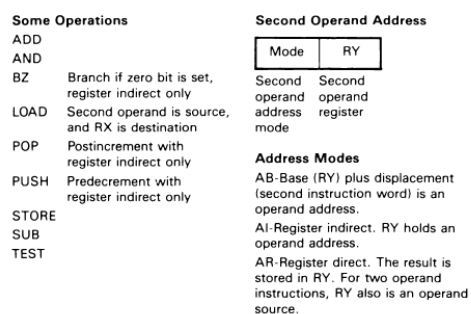 Some Operations
ADD
AND
BZ Branch if zero bit is set,
register indirect only
LOAD Second operand is source,
and RX is destination
POP Postincrement with
register indirect only
PUSH Predecrement with
register indirect only
STORE
SUB
TEST
Second Operand Address
Mode RY
Second Second
operand operand
address register
mode
Address Modes
AB-Base (RY) plus displacement
(second instruction word) is an
operand address.
AI-Register indirect. RY holds an
operand address.
AR-Register direct. The result is
stored in RY. For two operand
instructions, RY also is an operand
source.